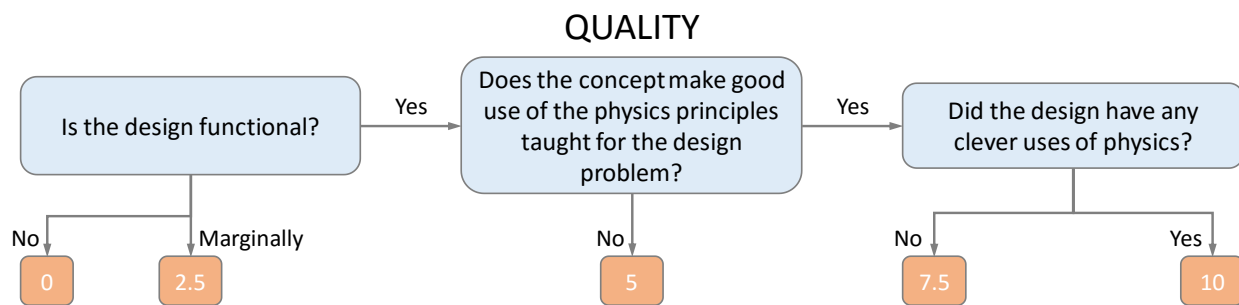 QUALITY
Is the design functional?
Yes
Does the concept make good
use of the physics principles
taught for the design
problem?
Yes
Did the design have any
clever uses of physics?
No
Marginally
No
No
Yes
0
2.5
5
7.5
10